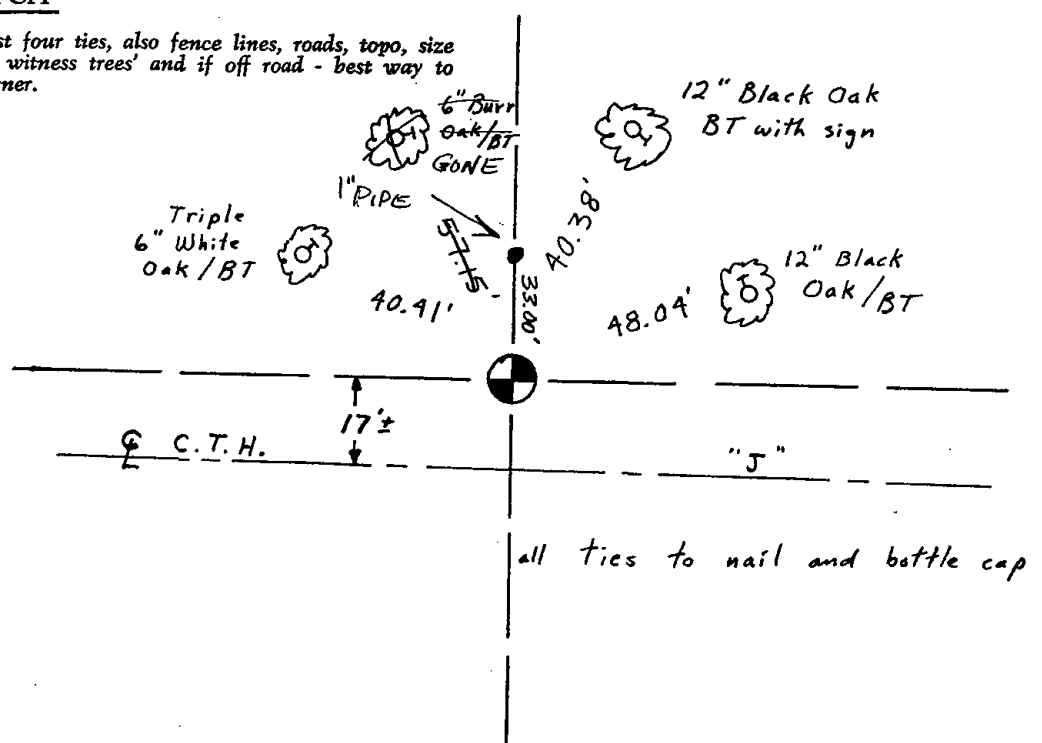 st four ties, also fence lines, roads, topo, size
witness trees' and if off road - best way to
ner.
6" Burr
Oak/BT
GONE
12" Black Oak
BT with sign
1" PIPE
Triple
6" White
Oak/BT
57.15'
40.38'
33.00'
12" Black
Oak/BT
40.41'
48.04'
17'±
℄ C.T.H.
"J"
all ties to nail and bottle cap